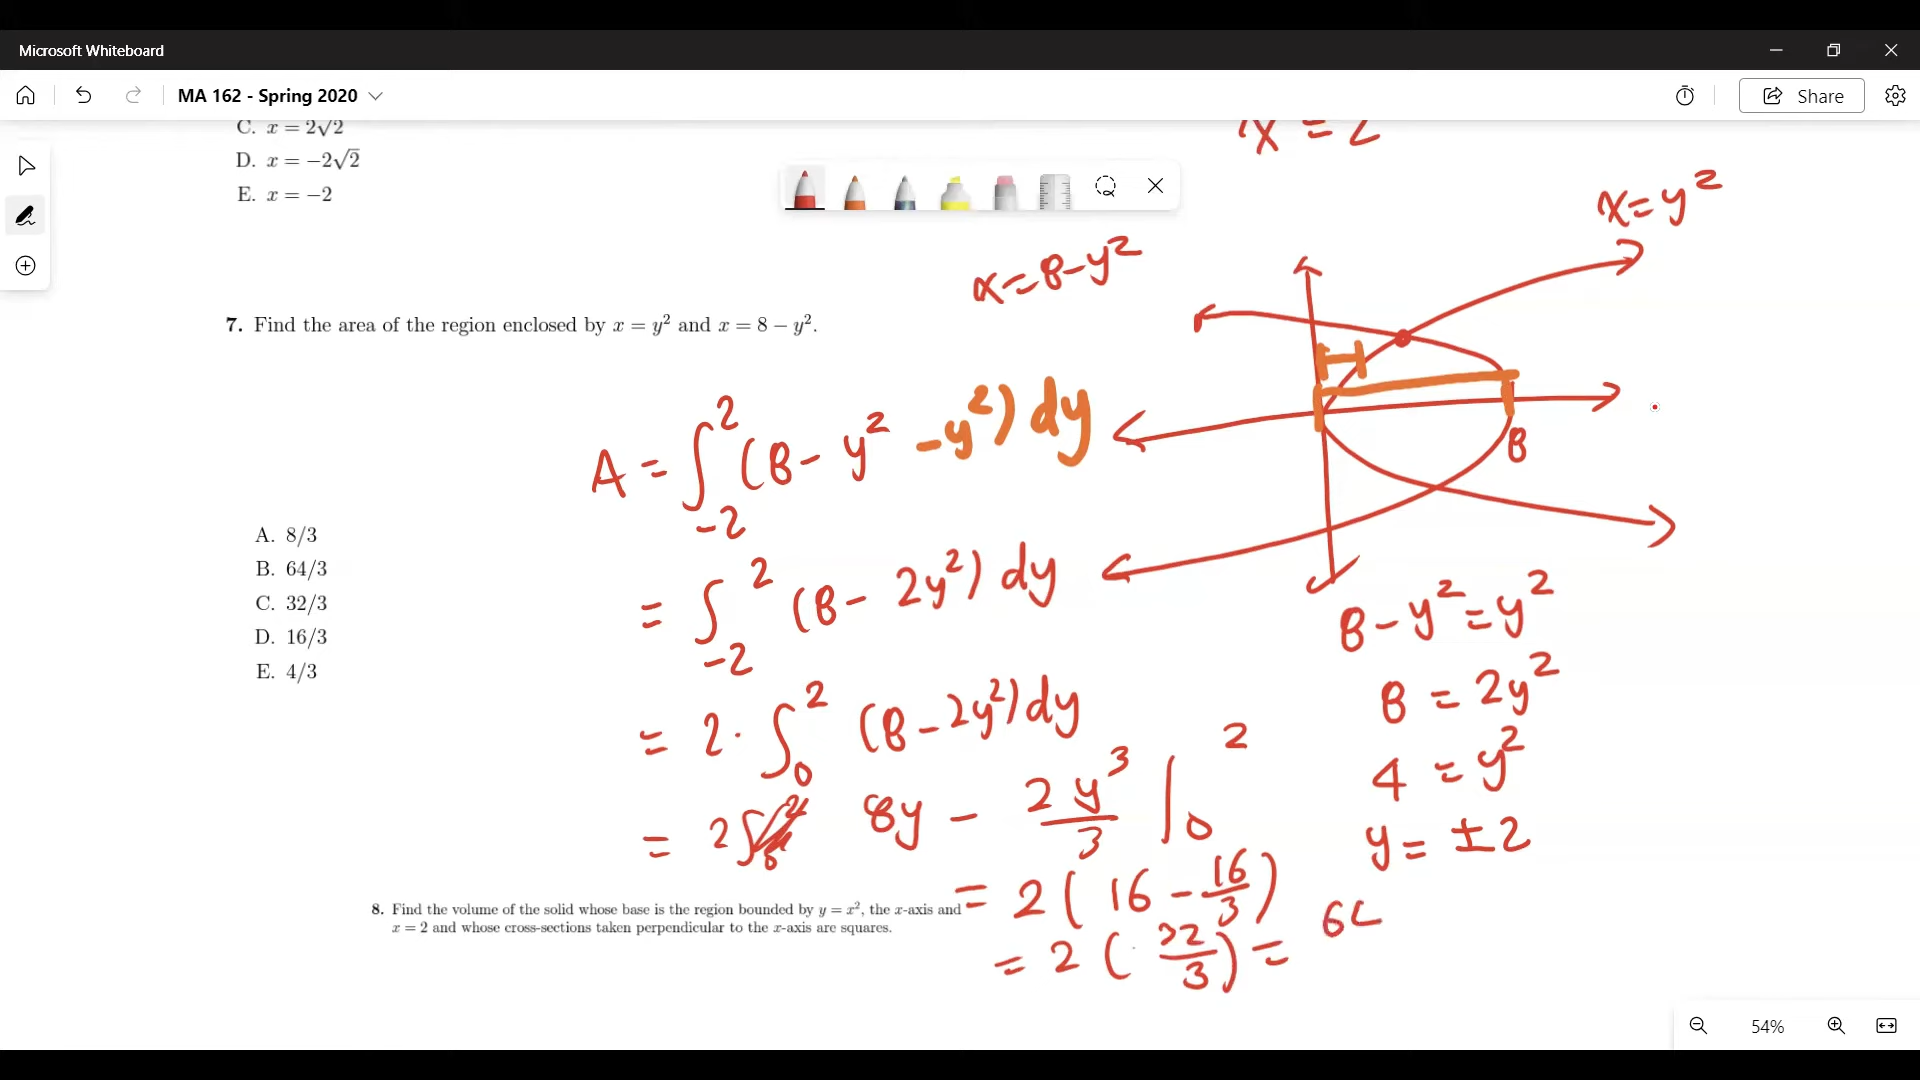 Microsoft Whiteboard
MA 162 - Spring 2020
Share
C. x = 2√2
D. x = −2√2
E. x = −2
x = 2
x = y²
x = 8 − y²
7. Find the area of the region enclosed by x = y² and x = 8 − y².
A = ∫₋₂² (8 − y² − y²) dy
8
A. 8/3
B. 64/3
C. 32/3
D. 16/3
E. 4/3
= ∫₋₂² (8 − 2y²) dy
= 2 · ∫₀² (8 − 2y²) dy
= 2 8y − 2y³/3 |₀²
8 − y² = y²
8 = 2y²
4 = y²
y = ±2
= 2 (16 − 16/3)
= 2 (32/3) =
8. Find the volume of the solid whose base is the region bounded by y = x², the x-axis and
x = 2 and whose cross-sections taken perpendicular to the x-axis are squares.
54%